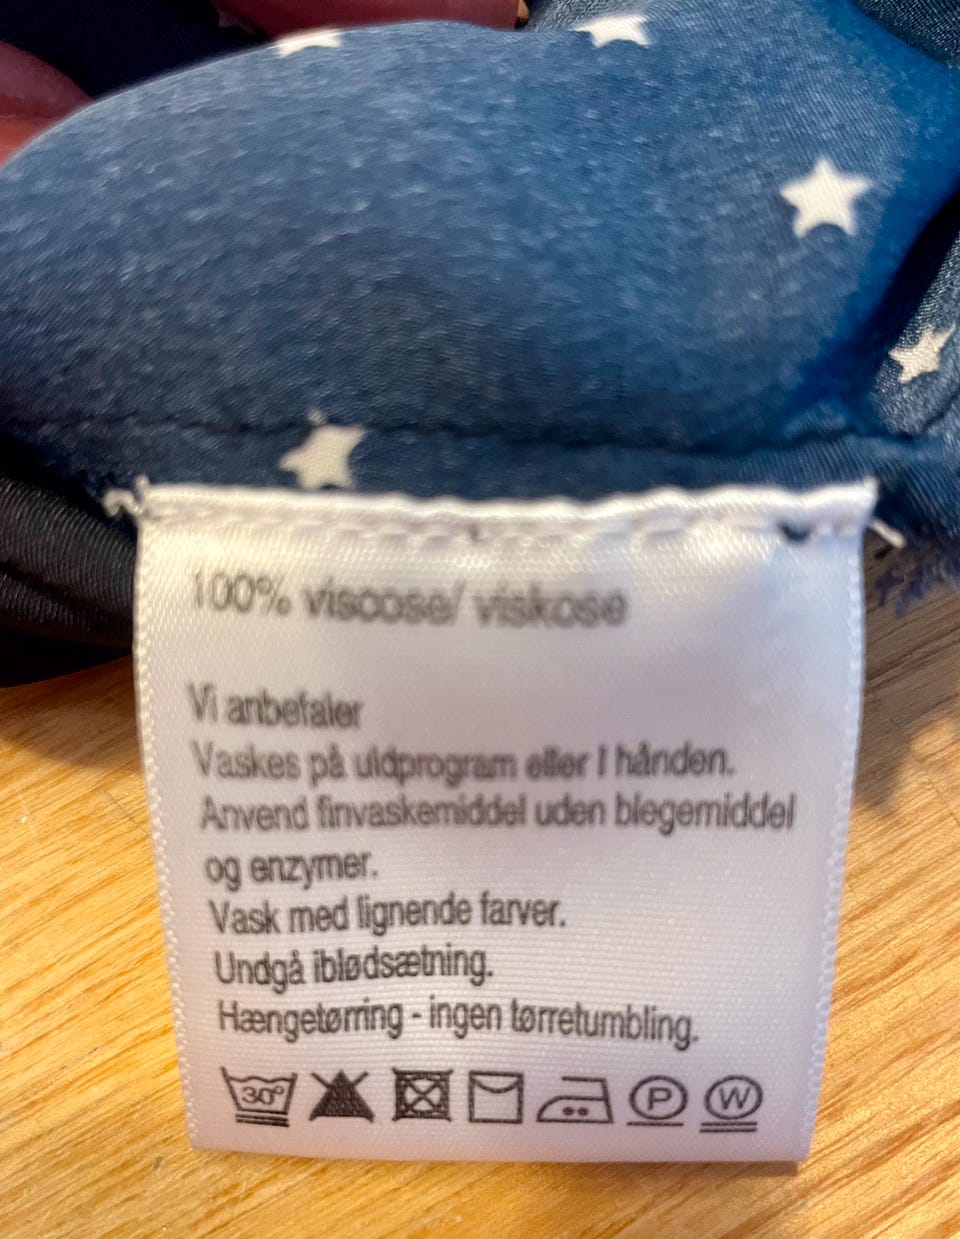 100% viscose/ viskose
Vi anbefaler
Vaskes på uldprogram eller I hånden.
Anvend finvaskemiddel uden blegemiddel
og enzymer.
Vask med lignende farver.
Undgå iblødsætning.
Hængetørring - ingen tørretumbling.
30° P W